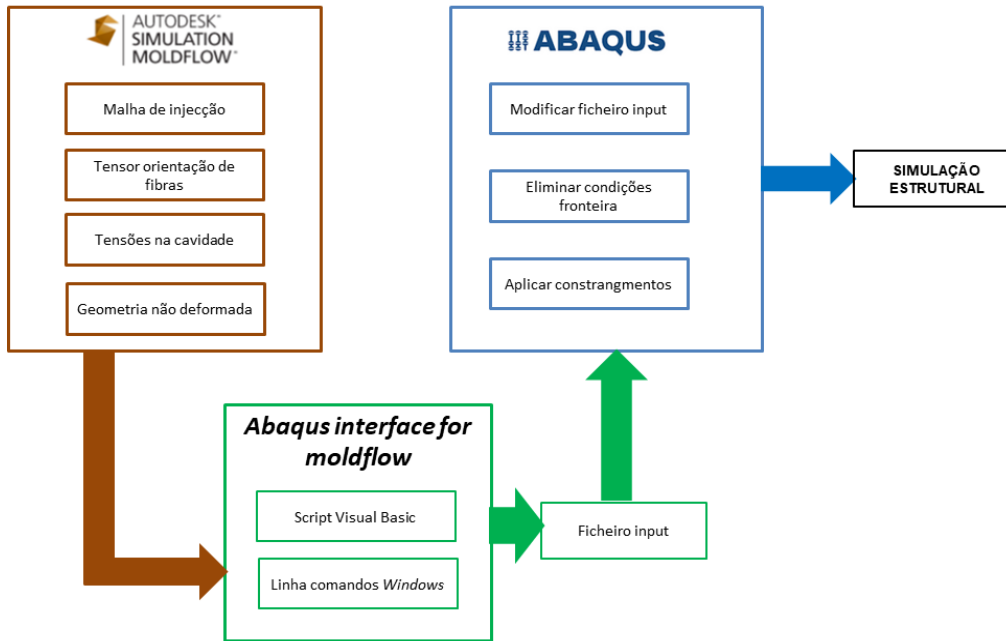 AUTODESK®
SIMULATION
MOLDFLOW®
Malha de injecção
Tensor orientação de
fibras
Tensões na cavidade
Geometria não deformada
ABAQUS
Modificar ficheiro input
Eliminar condições
fronteira
Aplicar constrangmentos
SIMULAÇÃO
ESTRUTURAL
Abaqus interface for
moldflow
Script Visual Basic
Linha comandos Windows
Ficheiro input